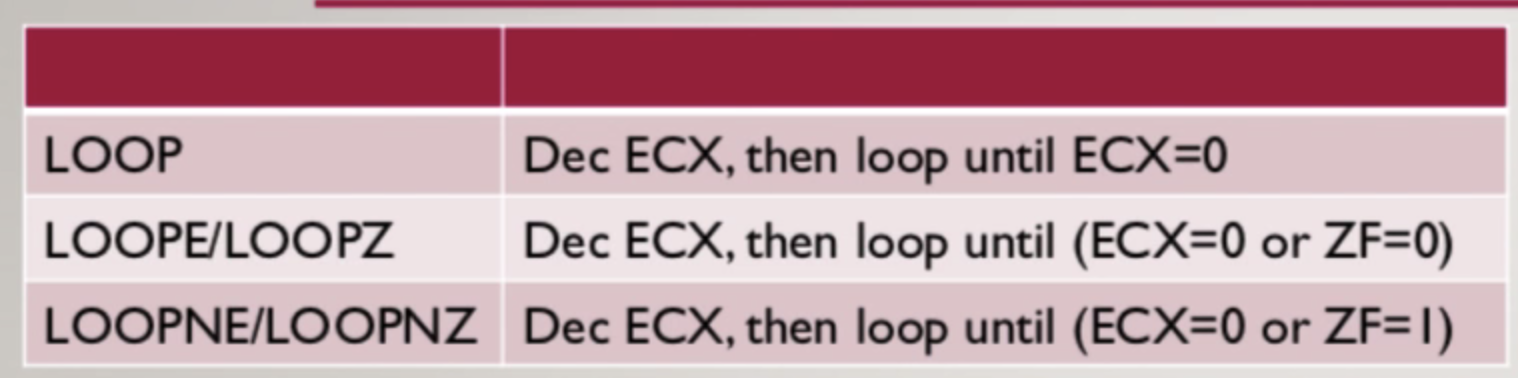 LOOP Dec ECX, then loop until ECX=0
LOOPE/LOOPZ Dec ECX, then loop until (ECX=0 or ZF=0)
LOOPNE/LOOPNZ Dec ECX, then loop until (ECX=0 or ZF=1)